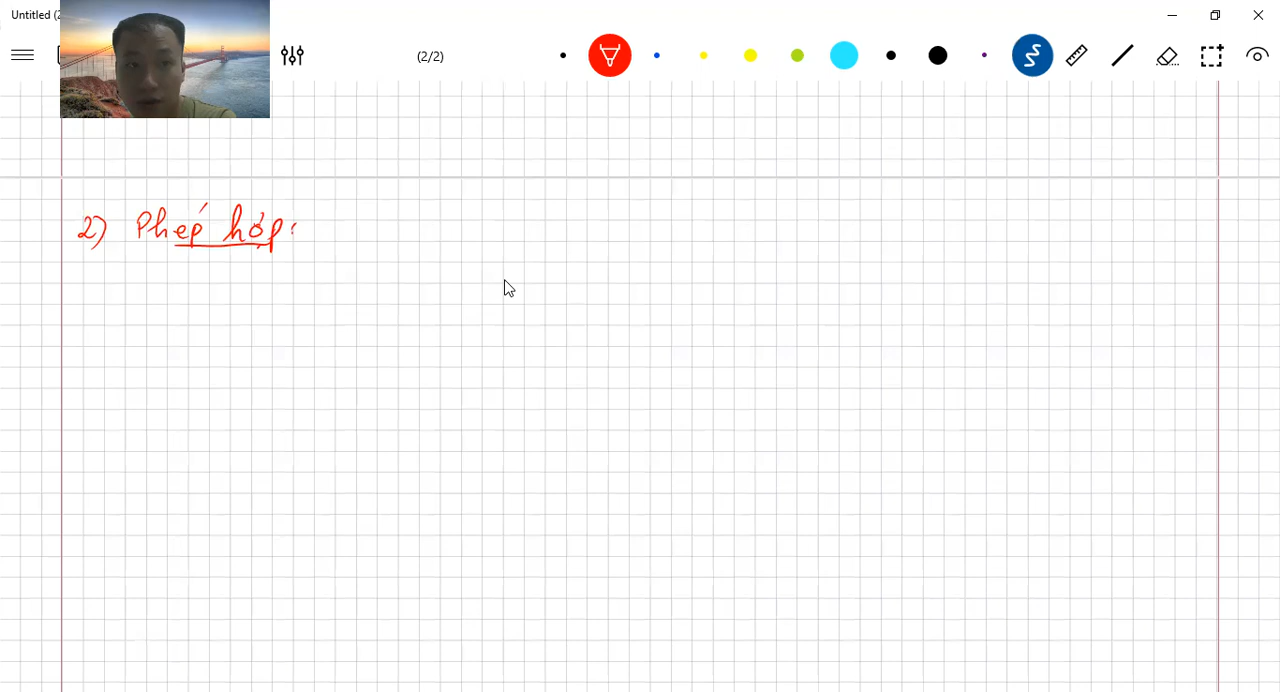 Untitled (2
(2/2)
2) Phép hợp: